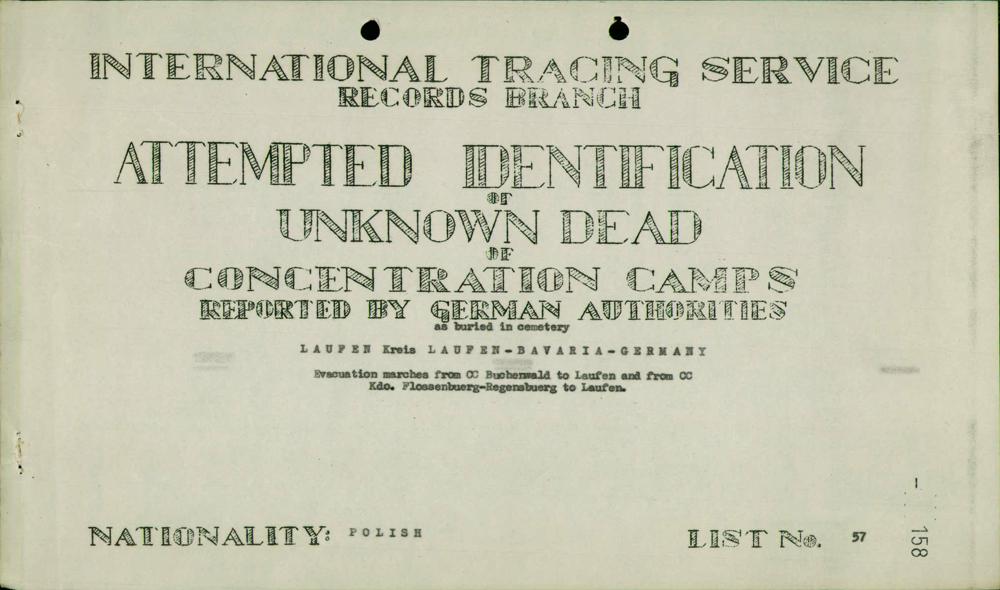 INTERNATIONAL TRACING SERVICE
RECORDS BRANCH
ATTEMPTED IDENTIFICATION
OF
UNKNOWN DEAD
OF
CONCENTRATION CAMPS
REPORTED BY GERMAN AUTHORITIES
as buried in cemetery
LAUFEN Kreis LAUFEN-BAVARIA-GERMANY
Evacuation marches from CC Buchenwald to Laufen and from CC
Kdo. Flossenbuerg-Regensbuerg to Laufen.
NATIONALITY: POLISH
LIST No. 57
- 158